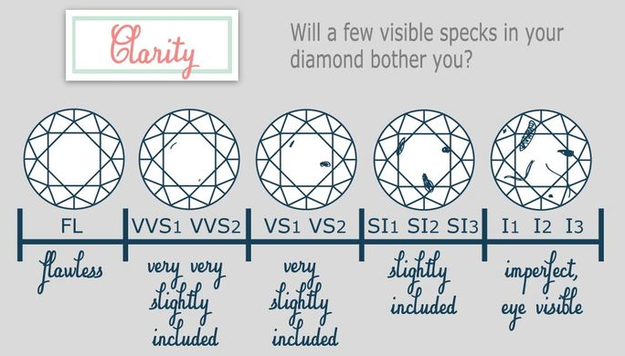 Clarity
Will a few visible specks in your
diamond bother you?
FL
VVS1 VVS2
VS1 VS2
SI1 SI2 SI3
I1 I2 I3
flawless
very very
slightly
included
very
slightly
included
slightly
included
imperfect,
eye visible